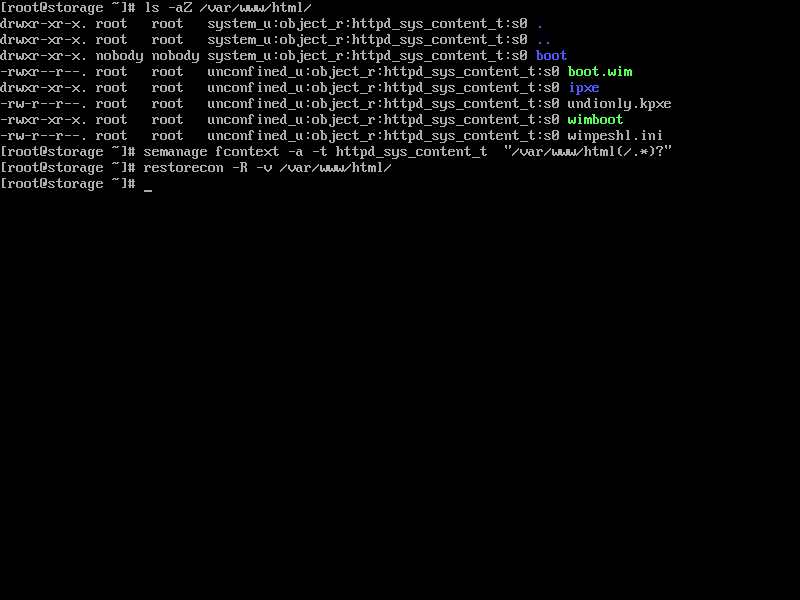 [root@storage ~]# ls -aZ /var/www/html/
drwxr-xr-x. root   root   system_u:object_r:httpd_sys_content_t:s0 .
drwxr-xr-x. root   root   system_u:object_r:httpd_sys_content_t:s0 ..
drwxr-xr-x. nobody nobody system_u:object_r:httpd_sys_content_t:s0 boot
-rwxr--r--. root   root   unconfined_u:object_r:httpd_sys_content_t:s0 boot.wim
drwxr-xr-x. root   root   unconfined_u:object_r:httpd_sys_content_t:s0 ipxe
-rw-r--r--. root   root   unconfined_u:object_r:httpd_sys_content_t:s0 undionly.kpxe
-rwxr-xr-x. root   root   unconfined_u:object_r:httpd_sys_content_t:s0 wimboot
-rw-r--r--. root   root   unconfined_u:object_r:httpd_sys_content_t:s0 winpeshl.ini
[root@storage ~]# semanage fcontext -a -t httpd_sys_content_t  "/var/www/html(/.*)?"
[root@storage ~]# restorecon -R -v /var/www/html/
[root@storage ~]# _